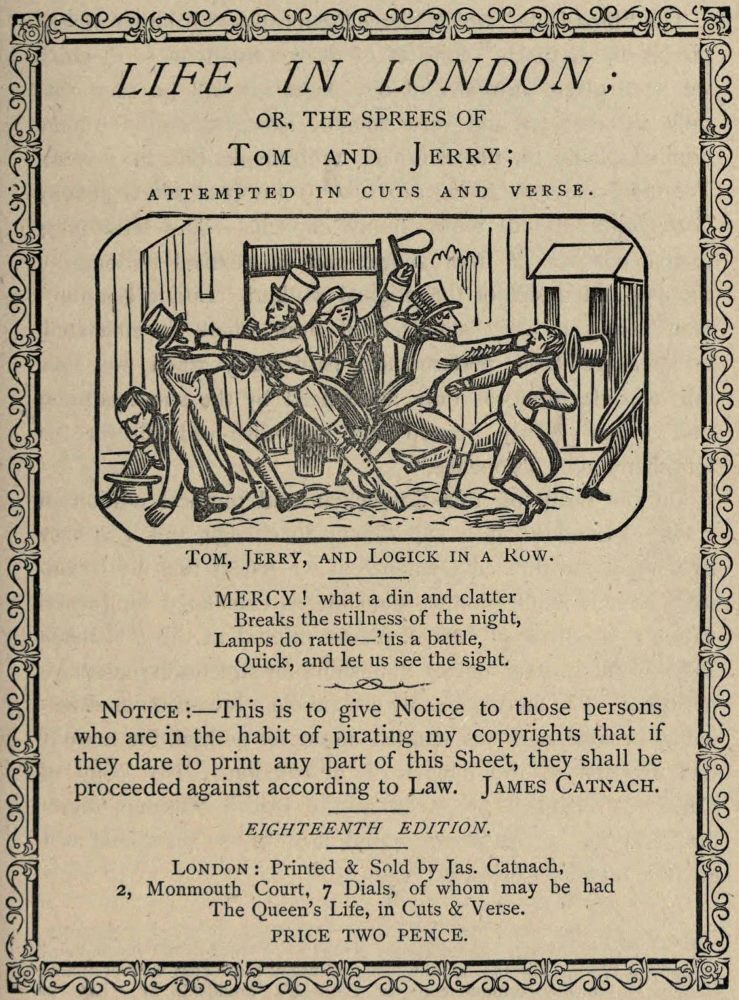 LIFE IN LONDON;
OR, THE SPREES OF
TOM AND JERRY;
ATTEMPTED IN CUTS AND VERSE.
TOM, JERRY, AND LOGICK IN A ROW.
MERCY! what a din and clatter
Breaks the stillness of the night,
Lamps do rattle—'tis a battle,
Quick, and let us see the sight.
NOTICE:—This is to give Notice to those persons
who are in the habit of pirating my copyrights that if
they dare to print any part of this Sheet, they shall be
proceeded against according to Law. JAMES CATNACH.
EIGHTEENTH EDITION.
LONDON: Printed & Sold by Jas. Catnach,
2, Monmouth Court, 7 Dials, of whom may be had
The Queen's Life, in Cuts & Verse.
PRICE TWO PENCE.